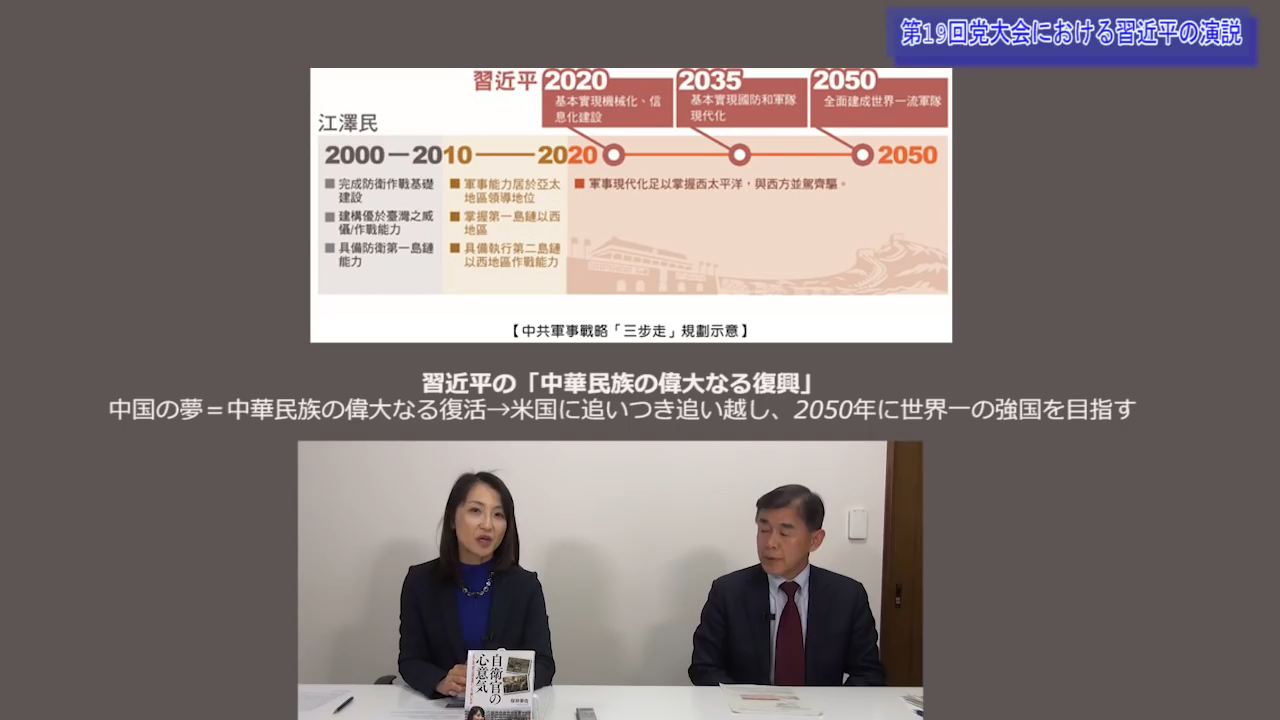 第19回党大会における習近平の演説
習近平
2020
基本實現機械化、信
息化建設
2035
基本實現國防和軍隊
現代化
2050
全面建成世界一流軍隊
江澤民
2000－2010 2020 2050
■ 完成防衛作戰基礎
建設
■ 建構優於臺灣之威
懾/作戰能力
■ 具備防衛第一島鏈
能力
■ 軍事能力居於亞太
地區領導地位
■ 掌握第一島鏈以西
地區
■ 具備執行第二島鏈
以西地區作戰能力
■ 軍事現代化足以掌握西太平洋，與西方並駕齊驅。
【中共軍事戰略「三步走」規劃示意】
習近平の「中華民族の偉大なる復興」
中国の夢＝中華民族の偉大なる復活→米国に追いつき追い越し、2050年に世界一の強国を目指す
自衛官の
心意気